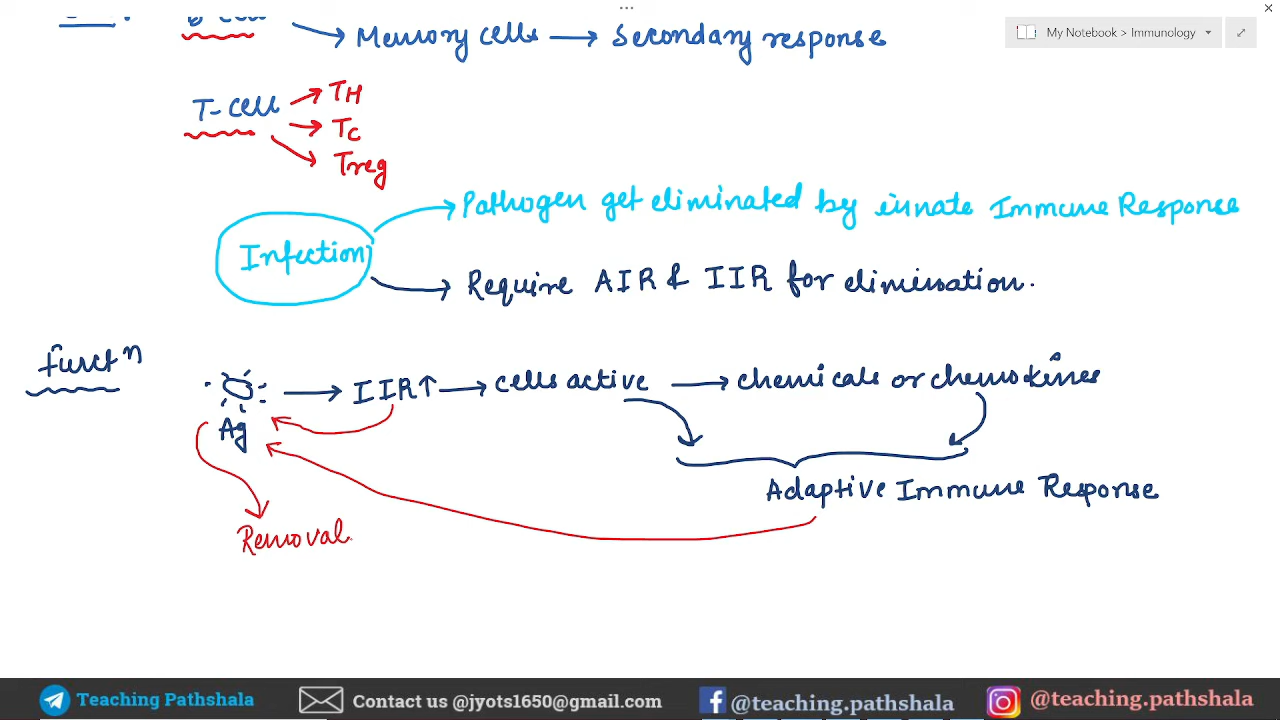 My Notebook > Immunology
B-cell
Memory cells → Secondary response
T-cell
TH
TC
Treg
Infection
Pathogen get eliminated by innate Immune Response
Require AIR & IIR for elimination.
functn
Ag → IIR↑ → cells active → chemicals or chemokines
Adaptive Immune Response
Removal
Teaching Pathshala
Contact us @jyots1650@gmail.com
@teaching.pathshala
@teaching.pathshala